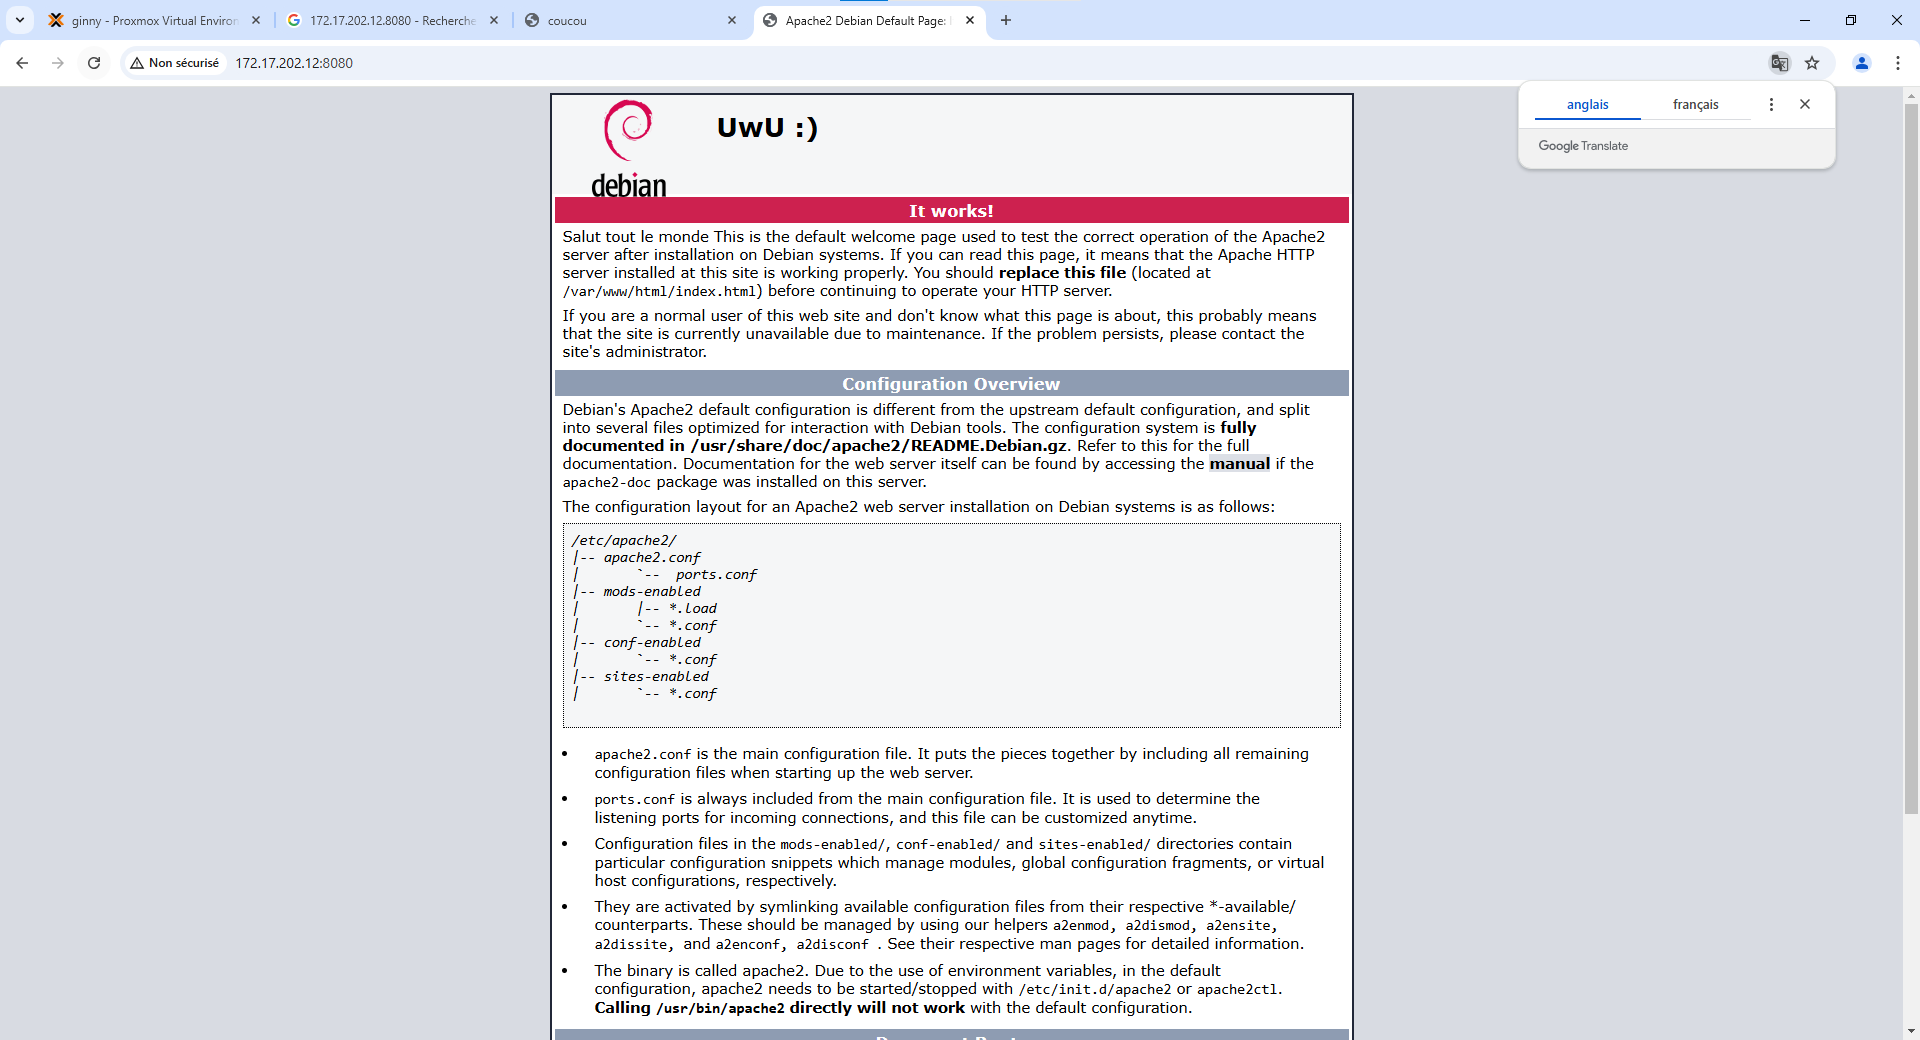 ginny - Proxmox Virtual Environ
172.17.202.12.8080 - Recherche
coucou
Apache2 Debian Default Page:
Non sécurisé
172.17.202.12:8080
anglais
français
Google Translate
debian
UwU :)
It works!
Salut tout le monde This is the default welcome page used to test the correct operation of the Apache2
server after installation on Debian systems. If you can read this page, it means that the Apache HTTP
server installed at this site is working properly. You should replace this file (located at
/var/www/html/index.html) before continuing to operate your HTTP server.
If you are a normal user of this web site and don't know what this page is about, this probably means
that the site is currently unavailable due to maintenance. If the problem persists, please contact the
site's administrator.
Configuration Overview
Debian's Apache2 default configuration is different from the upstream default configuration, and split
into several files optimized for interaction with Debian tools. The configuration system is fully
documented in /usr/share/doc/apache2/README.Debian.gz. Refer to this for the full
documentation. Documentation for the web server itself can be found by accessing the manual if the
apache2-doc package was installed on this server.
The configuration layout for an Apache2 web server installation on Debian systems is as follows:
/etc/apache2/
|-- apache2.conf
|       `--  ports.conf
|-- mods-enabled
|       |-- *.load
|       `-- *.conf
|-- conf-enabled
|       `-- *.conf
|-- sites-enabled
|       `-- *.conf
• apache2.conf is the main configuration file. It puts the pieces together by including all remaining
configuration files when starting up the web server.
• ports.conf is always included from the main configuration file. It is used to determine the
listening ports for incoming connections, and this file can be customized anytime.
• Configuration files in the mods-enabled/, conf-enabled/ and sites-enabled/ directories contain
particular configuration snippets which manage modules, global configuration fragments, or virtual
host configurations, respectively.
• They are activated by symlinking available configuration files from their respective *-available/
counterparts. These should be managed by using our helpers a2enmod, a2dismod, a2ensite,
a2dissite, and a2enconf, a2disconf . See their respective man pages for detailed information.
• The binary is called apache2. Due to the use of environment variables, in the default
configuration, apache2 needs to be started/stopped with /etc/init.d/apache2 or apache2ctl.
Calling /usr/bin/apache2 directly will not work with the default configuration.